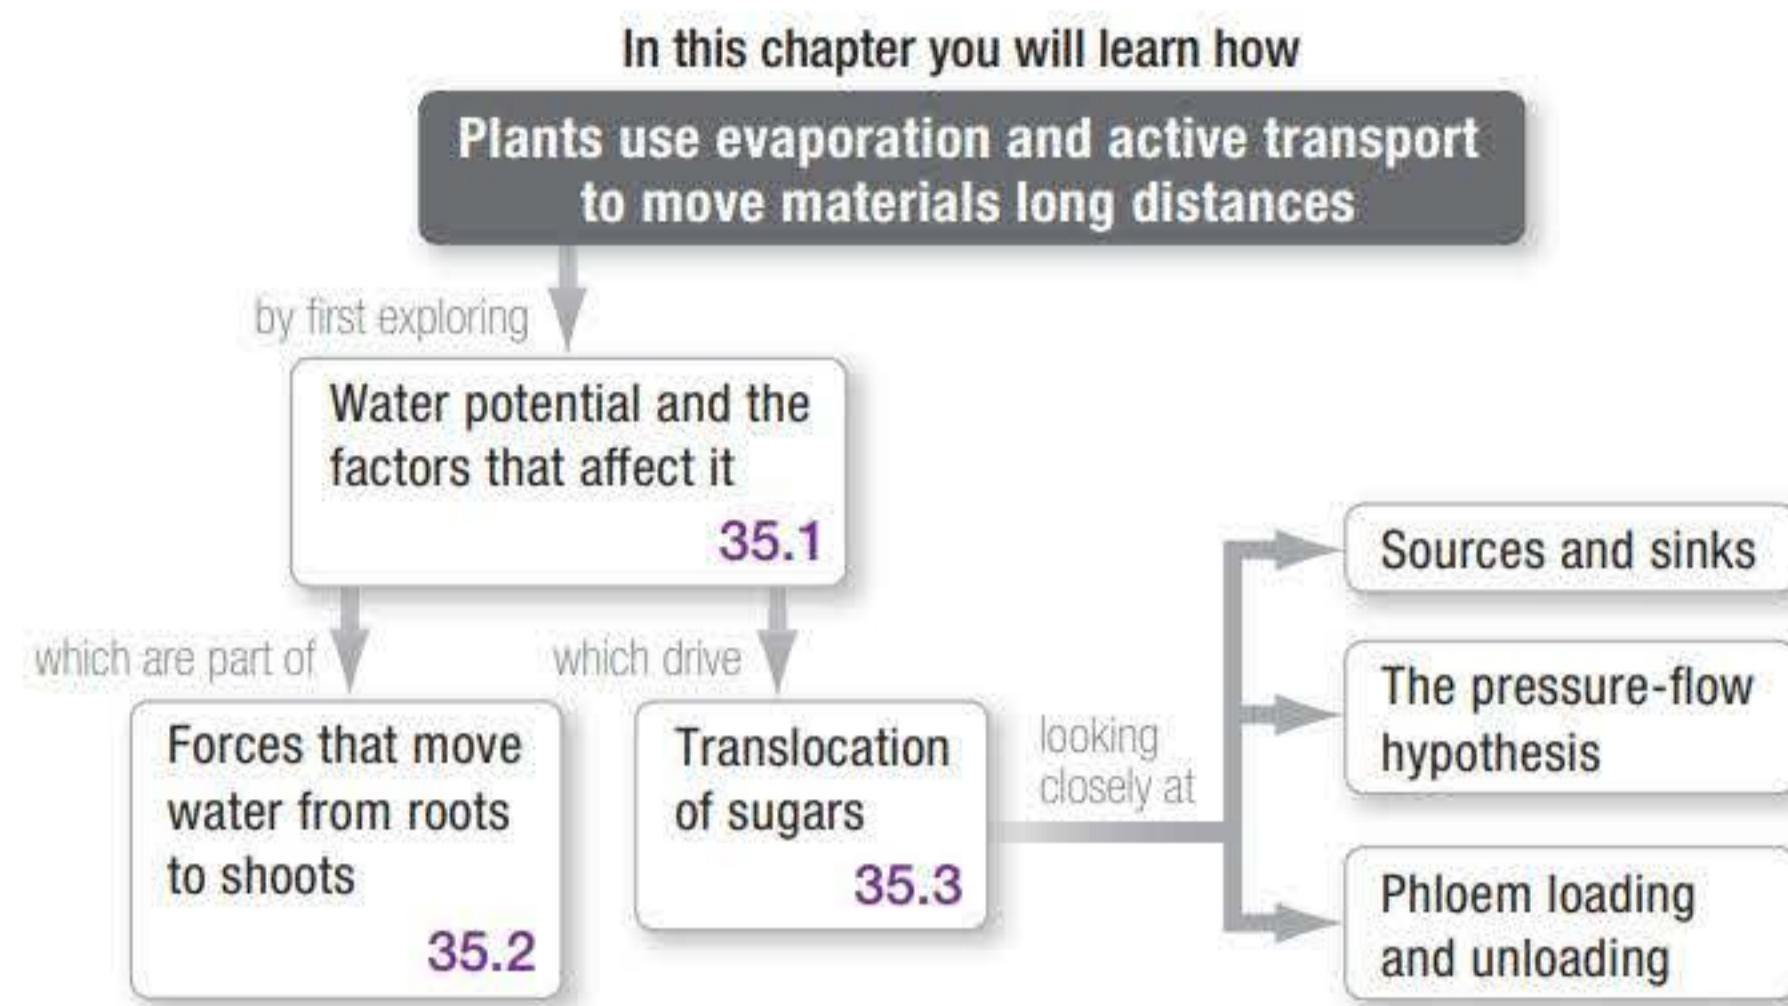 In this chapter you will learn how
Plants use evaporation and active transport
to move materials long distances
by first exploring
Water potential and the
factors that affect it
35.1
which are part of
Forces that move
water from roots
to shoots
35.2
which drive
Translocation
of sugars
35.3
looking
closely at
Sources and sinks
The pressure-flow
hypothesis
Phloem loading
and unloading